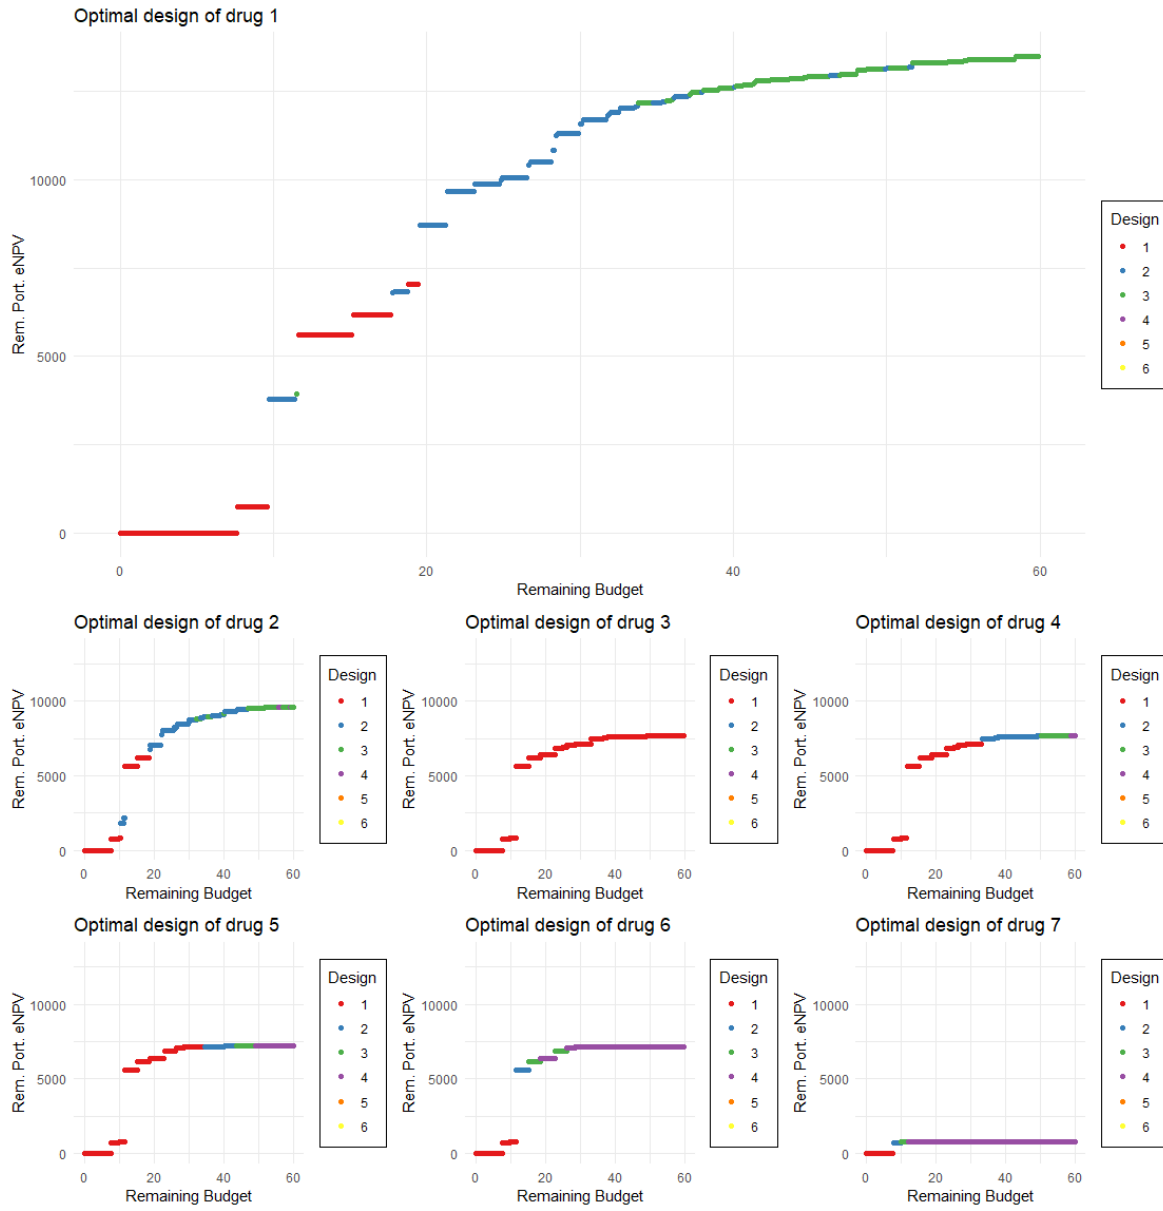 Optimal design of drug 1
Rem. Port. eNPV
10000
5000
0
0 20 40 60
Remaining Budget
Design
1
2
3
4
5
6
Optimal design of drug 2
Rem. Port. eNPV
10000
5000
0
0 20 40 60
Remaining Budget
Design
1
2
3
4
5
6
Optimal design of drug 3
Rem. Port. eNPV
10000
5000
0
0 20 40 60
Remaining Budget
Design
1
2
3
4
5
6
Optimal design of drug 4
Rem. Port. eNPV
10000
5000
0
0 20 40 60
Remaining Budget
Design
1
2
3
4
5
6
Optimal design of drug 5
Rem. Port. eNPV
10000
5000
0
0 20 40 60
Remaining Budget
Design
1
2
3
4
5
6
Optimal design of drug 6
Rem. Port. eNPV
10000
5000
0
0 20 40 60
Remaining Budget
Design
1
2
3
4
5
6
Optimal design of drug 7
Rem. Port. eNPV
10000
5000
0
0 20 40 60
Remaining Budget
Design
1
2
3
4
5
6